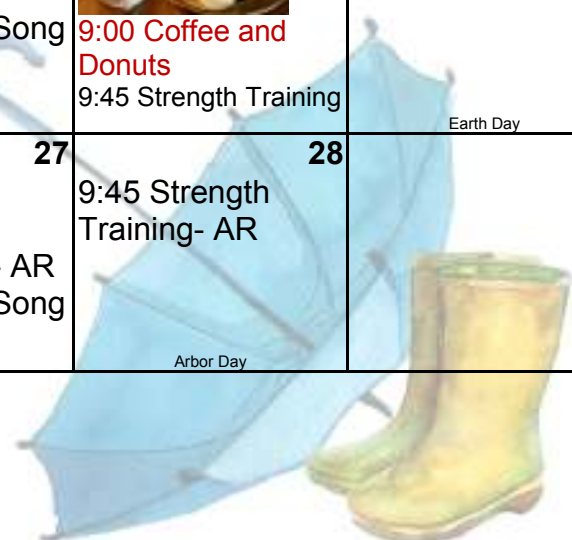 Song
9:00 Coffee and
Donuts
9:45 Strength Training
Earth Day
27
28
9:45 Strength
Training- AR
- AR
Song
Arbor Day